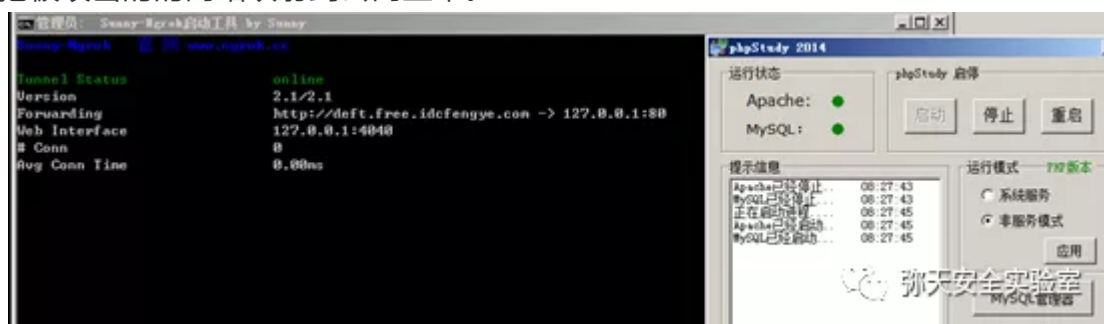 管理员: Sunny-Ngrok启动工具 by Sunny
Sunny-Ngrok 官网 www.ngrok.cc
Tunnel Status online
Version 2.1/2.1
Forwarding http://deft.free.idcfengye.com -> 127.0.0.1:80
Web Interface 127.0.0.1:4040
# Conn 0
Avg Conn Time 0.00ms
phpStudy 2014
运行状态
Apache:
MySQL:
phpStudy 启停
启动 停止 重启
提示信息
Apache已经停止... 08:27:43
MySQL已经停止... 08:27:43
正在启动进程... 08:27:45
Apache已经启动... 08:27:45
MySQL已经启动... 08:27:45
运行模式
系统服务
非服务模式
应用
MySQL管理器
弥天安全实验室